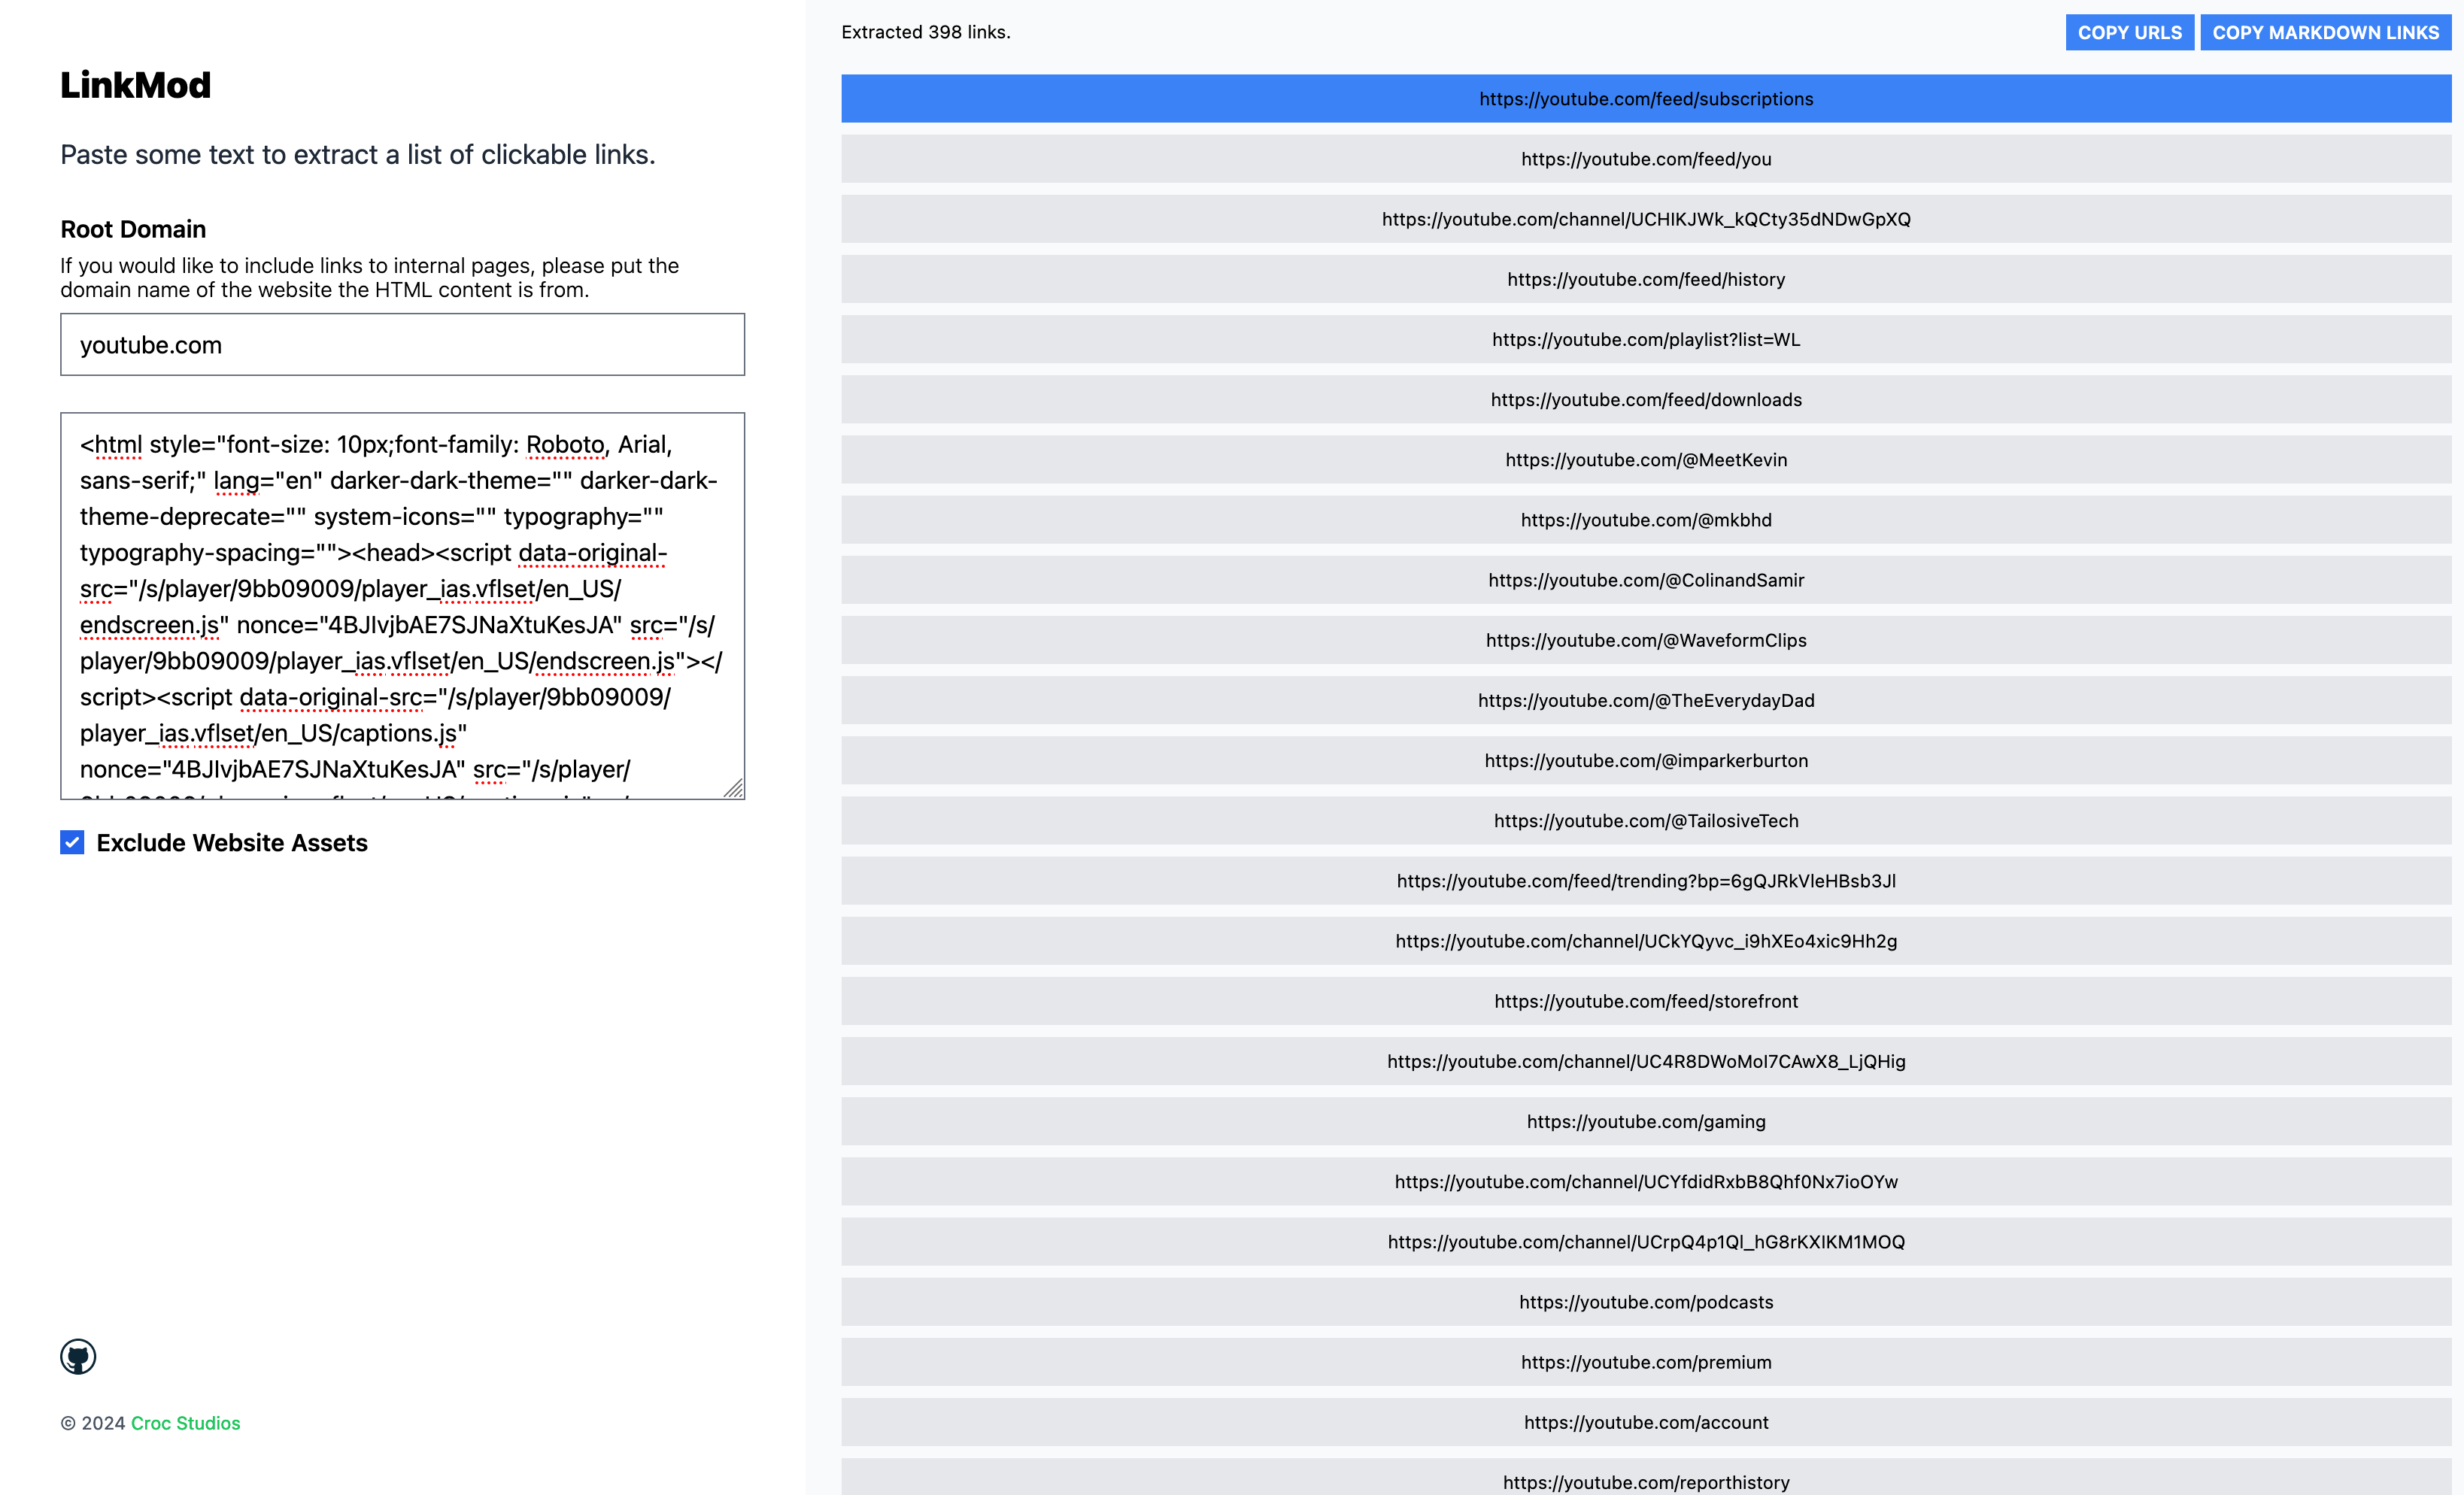 LinkMod
Paste some text to extract a list of clickable links.
Root Domain
If you would like to include links to internal pages, please put the
domain name of the website the HTML content is from.
youtube.com
<html style="font-size: 10px;font-family: Roboto, Arial,
sans-serif;" lang="en" darker-dark-theme="" darker-dark-
theme-deprecate="" system-icons="" typography=""
typography-spacing=""><head><script data-original-
src="/s/player/9bb09009/player_ias.vflset/en_US/
endscreen.js" nonce="4BJIvjbAE7SJNaXtuKesJA" src="/s/
player/9bb09009/player_ias.vflset/en_US/endscreen.js"></
script><script data-original-src="/s/player/9bb09009/
player_ias.vflset/en_US/captions.js"
nonce="4BJIvjbAE7SJNaXtuKesJA" src="/s/player/
Exclude Website Assets
© 2024 Croc Studios
Extracted 398 links.
COPY URLS
COPY MARKDOWN LINKS
https://youtube.com/feed/subscriptions
https://youtube.com/feed/you
https://youtube.com/channel/UCHIKJWk_kQCty35dNDwGpXQ
https://youtube.com/feed/history
https://youtube.com/playlist?list=WL
https://youtube.com/feed/downloads
https://youtube.com/@MeetKevin
https://youtube.com/@mkbhd
https://youtube.com/@ColinandSamir
https://youtube.com/@WaveformClips
https://youtube.com/@TheEverydayDad
https://youtube.com/@imparkerburton
https://youtube.com/@TailosiveTech
https://youtube.com/feed/trending?bp=6gQJRkVleHBsb3Jl
https://youtube.com/channel/UCkYQyvc_i9hXEo4xic9Hh2g
https://youtube.com/feed/storefront
https://youtube.com/channel/UC4R8DWoMoI7CAwX8_LjQHig
https://youtube.com/gaming
https://youtube.com/channel/UCYfdidRxbB8Qhf0Nx7ioOYw
https://youtube.com/channel/UCrpQ4p1Ql_hG8rKXIKM1MOQ
https://youtube.com/podcasts
https://youtube.com/premium
https://youtube.com/account
https://youtube.com/reporthistory